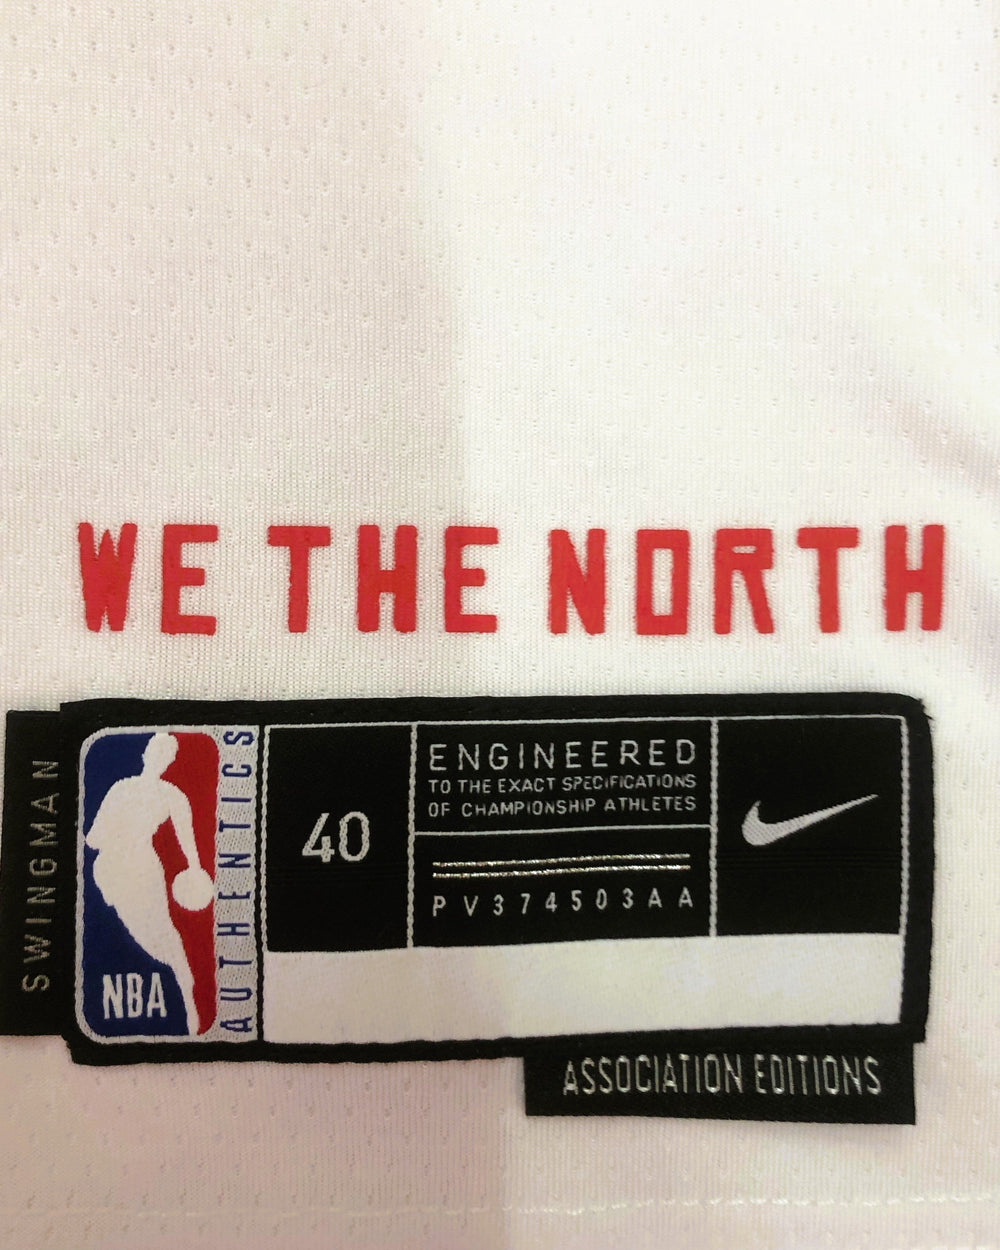 WE THE NORTH
SWINGMAN
NBA
AUTHENTICS
40
ENGINEERED
TO THE EXACT SPECIFICATIONS
OF CHAMPIONSHIP ATHLETES
PV374503AA
ASSOCIATION EDITIONS